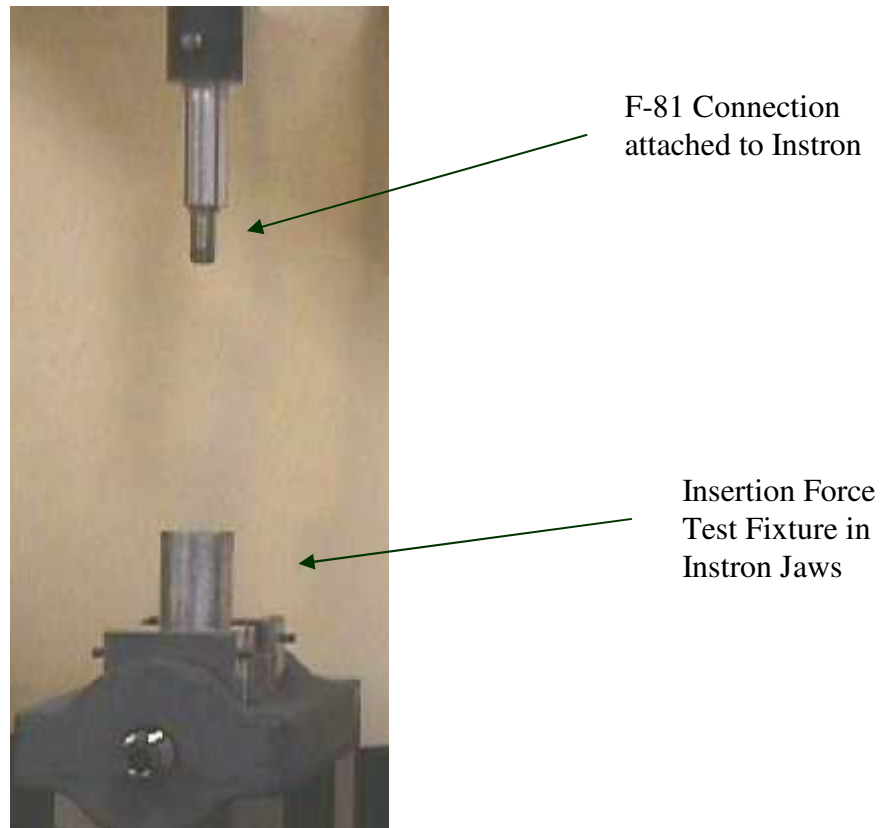 F-81 Connection
attached to Instron
Insertion Force
Test Fixture in
Instron Jaws